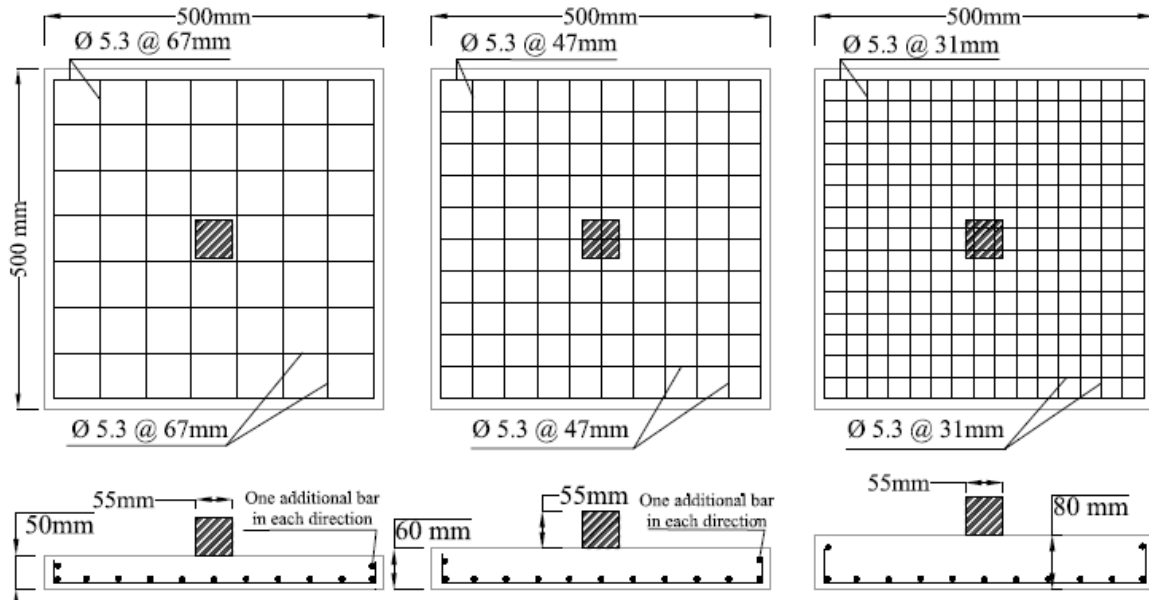 500mm 500mm 500mm
Ø 5.3 @ 67mm Ø 5.3 @ 47mm Ø 5.3 @ 31mm
500 mm
Ø 5.3 @ 67mm Ø 5.3 @ 47mm Ø 5.3 @ 31mm
55mm One additional bar in each direction
50mm
55mm One additional bar in each direction
60 mm
55mm
80 mm